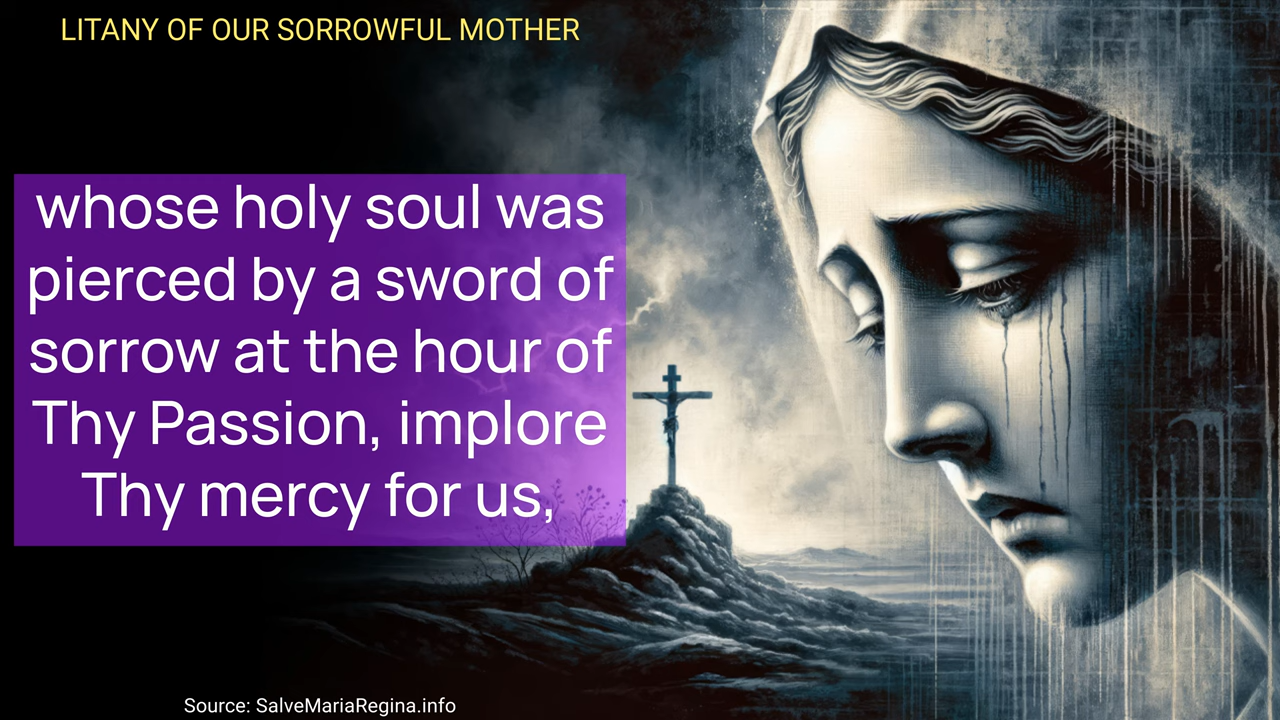 LITANY OF OUR SORROWFUL MOTHER
whose holy soul was
pierced by a sword of
sorrow at the hour of
Thy Passion, implore
Thy mercy for us,
Source: SalveMariaRegina.info